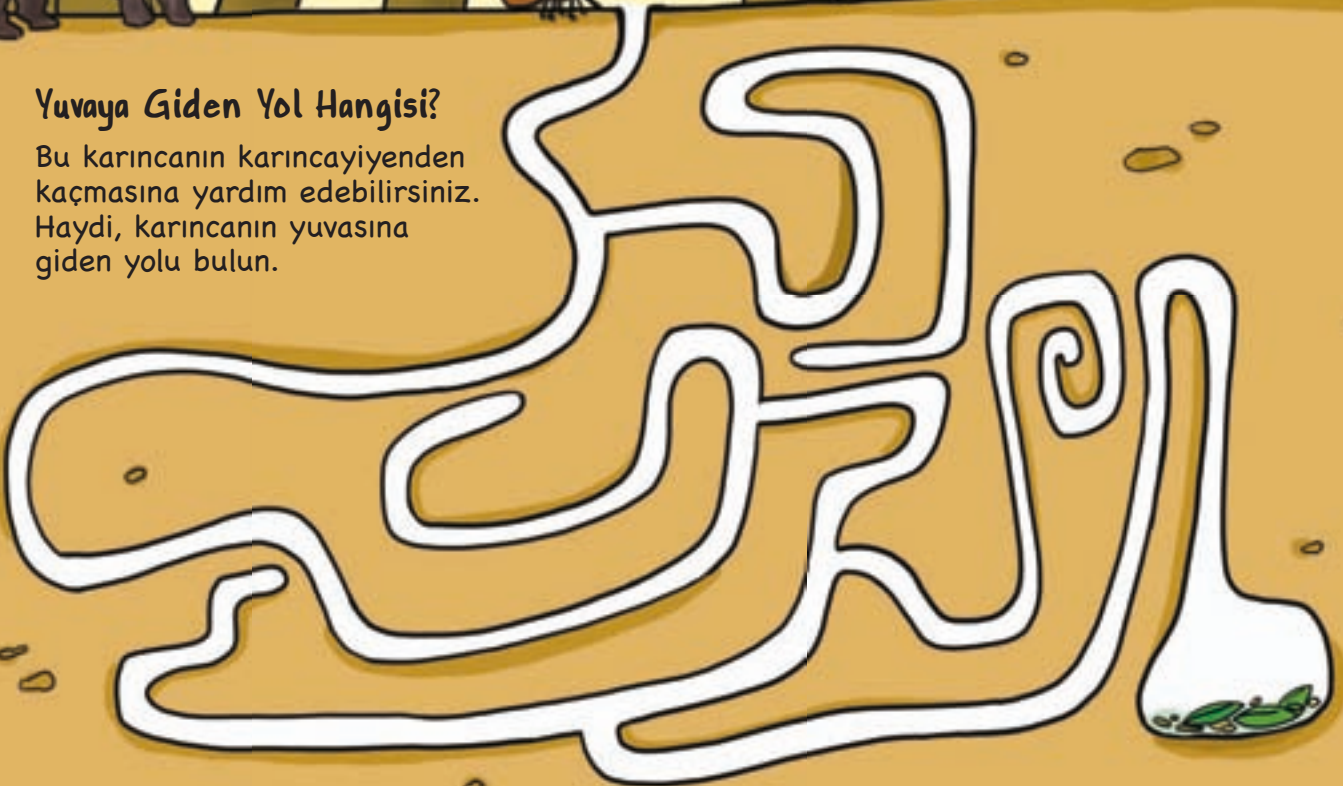 Yuvaya Giden Yol Hangisi?
Bu karıncanın karıncayiyenden
kaçmasına yardım edebilirsiniz.
Haydi, karıncanın yuvasına
giden yolu bulun.